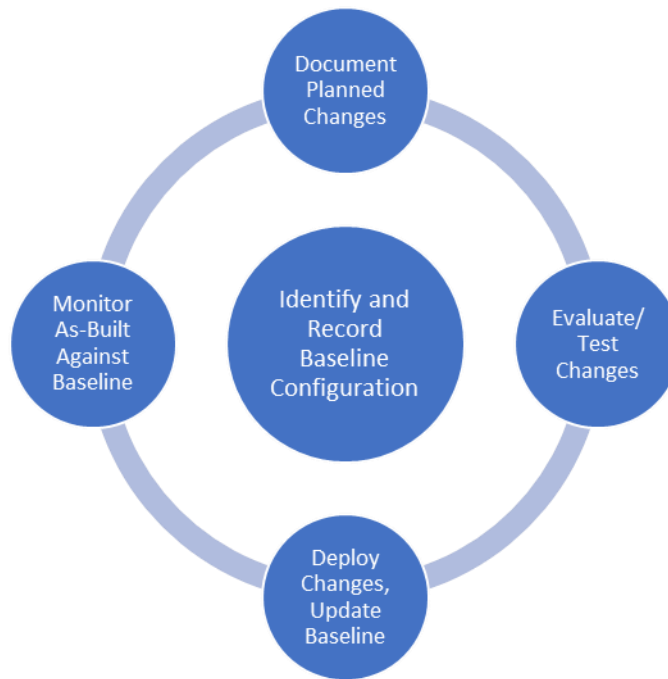 Document
Planned
Changes
Identify and
Record
Baseline
Configuration
Monitor
As-Built
Against
Baseline
Evaluate/
Test
Changes
Deploy
Changes,
Update
Baseline